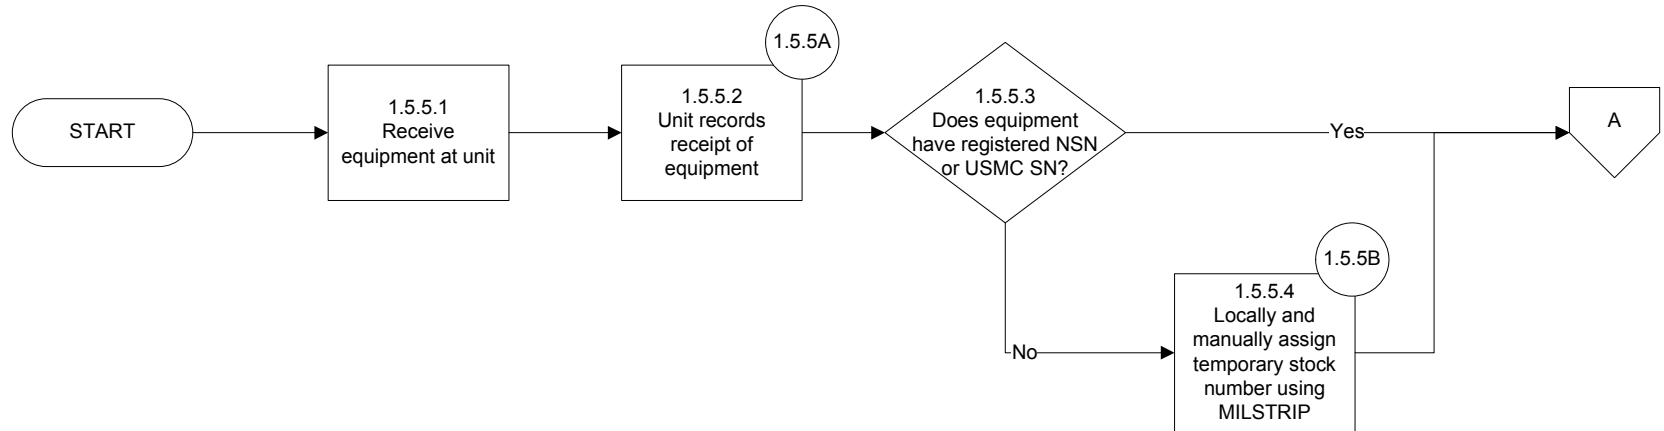 START
1.5.5.1
Receive
equipment at unit
1.5.5A
1.5.5.2
Unit records
receipt of
equipment
1.5.5.3
Does equipment
have registered NSN
or USMC SN?
Yes
A
No
1.5.5B
1.5.5.4
Locally and
manually assign
temporary stock
number using
MILSTRIP